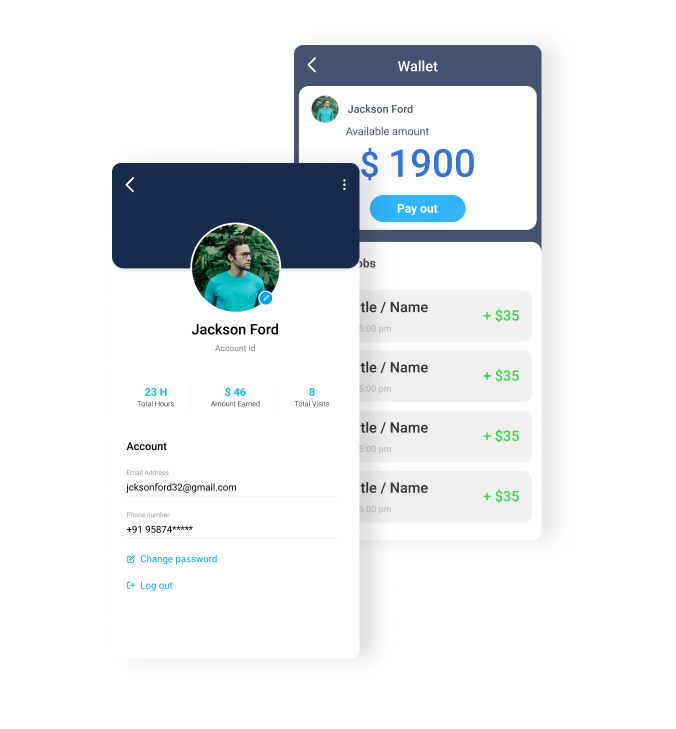 Wallet
Jackson Ford
Available amount
$ 1900
Pay out
obs
tle / Name
5:00 pm
+ $35
tle / Name
5:00 pm
+ $35
tle / Name
5:00 pm
+ $35
tle / Name
5:00 pm
+ $35
Jackson Ford
Account id
23 H $ 46 8
Total Hours Amount Earned Total Visits
Account
Email Address
jcksonford32@gmail.com
Phone number
+91 95874*****
Change password
Log out